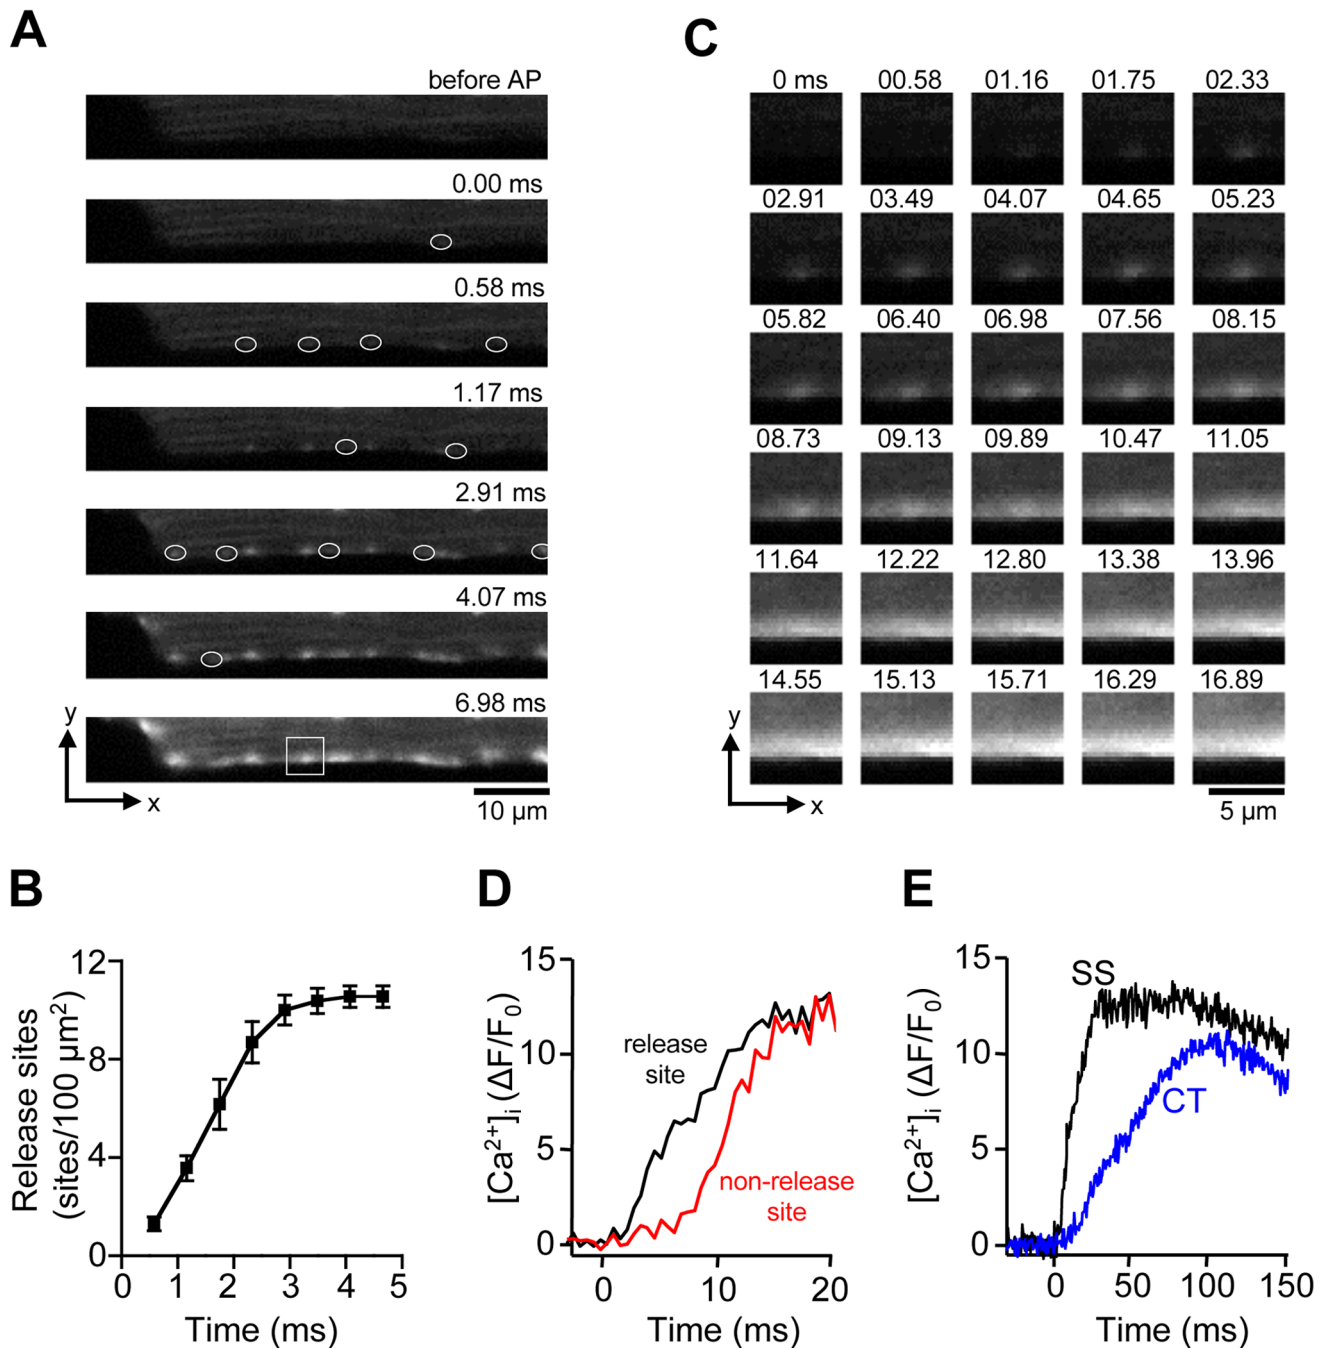 A
before AP
0.00 ms
0.58 ms
1.17 ms
2.91 ms
4.07 ms
6.98 ms
y
x
10 µm
C
0 ms 00.58 01.16 01.75 02.33
02.91 03.49 04.07 04.65 05.23
05.82 06.40 06.98 07.56 08.15
08.73 09.13 09.89 10.47 11.05
11.64 12.22 12.80 13.38 13.96
14.55 15.13 15.71 16.29 16.89
y
x
5 µm
B
Release sites
(sites/100 µm²)
12
8
4
0
0 1 2 3 4 5
Time (ms)
D
[Ca²⁺]ᵢ (ΔF/F₀)
15
10
5
0
release
site
non-release
site
0 10 20
Time (ms)
E
[Ca²⁺]ᵢ (ΔF/F₀)
15
10
5
0
SS
CT
0 50 100 150
Time (ms)